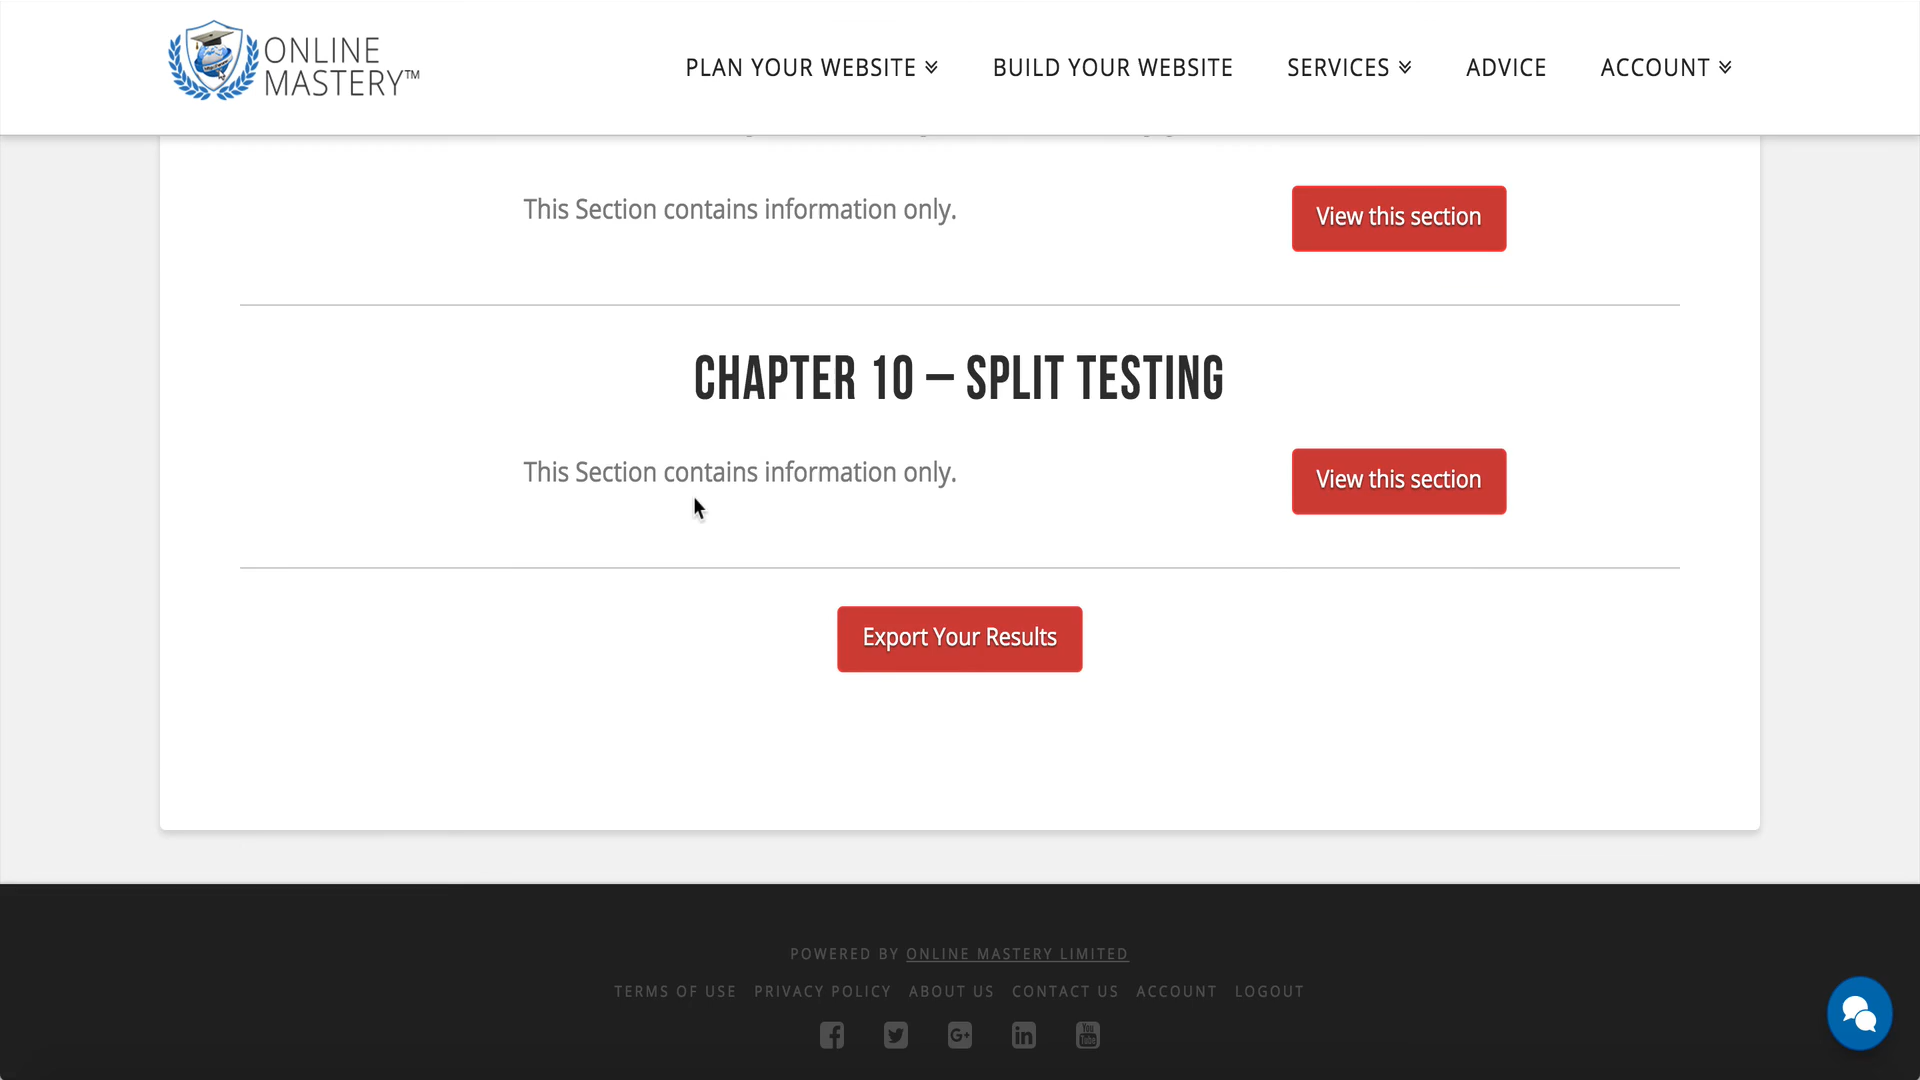 ONLINE
MASTERY™
PLAN YOUR WEBSITE
BUILD YOUR WEBSITE
SERVICES
ADVICE
ACCOUNT
This Section contains information only.
View this section
CHAPTER 10 – SPLIT TESTING
This Section contains information only.
View this section
Export Your Results
POWERED BY ONLINE MASTERY LIMITED
TERMS OF USE PRIVACY POLICY ABOUT US CONTACT US ACCOUNT LOGOUT